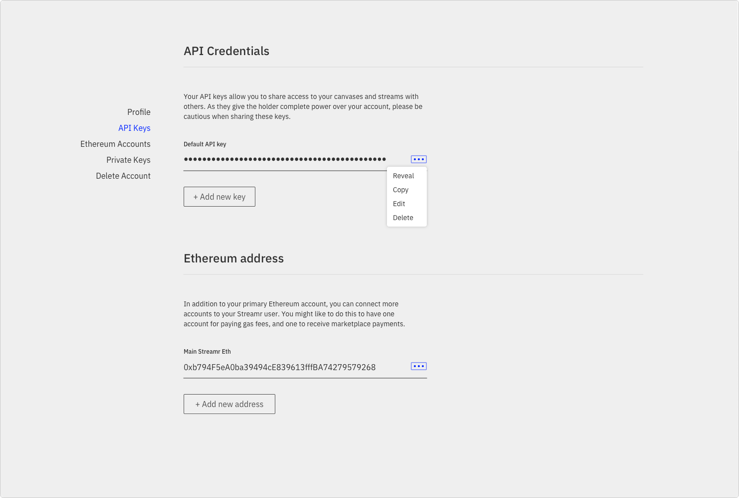 API Credentials
Your API keys allow you to share access to your canvases and streams with
others. As they give the holder complete power over your account, please be
cautious when sharing these keys.
Profile
API Keys
Ethereum Accounts
Private Keys
Delete Account
Default API key
Reveal
Copy
Edit
Delete
+ Add new key
Ethereum address
In addition to your primary Ethereum account, you can connect more
accounts to your Streamr user. You might like to do this to have one
account for paying gas fees, and one to receive marketplace payments.
Main Streamr Eth
0xb794F5eA0ba39494cE839613fffBA74279579268
+ Add new address